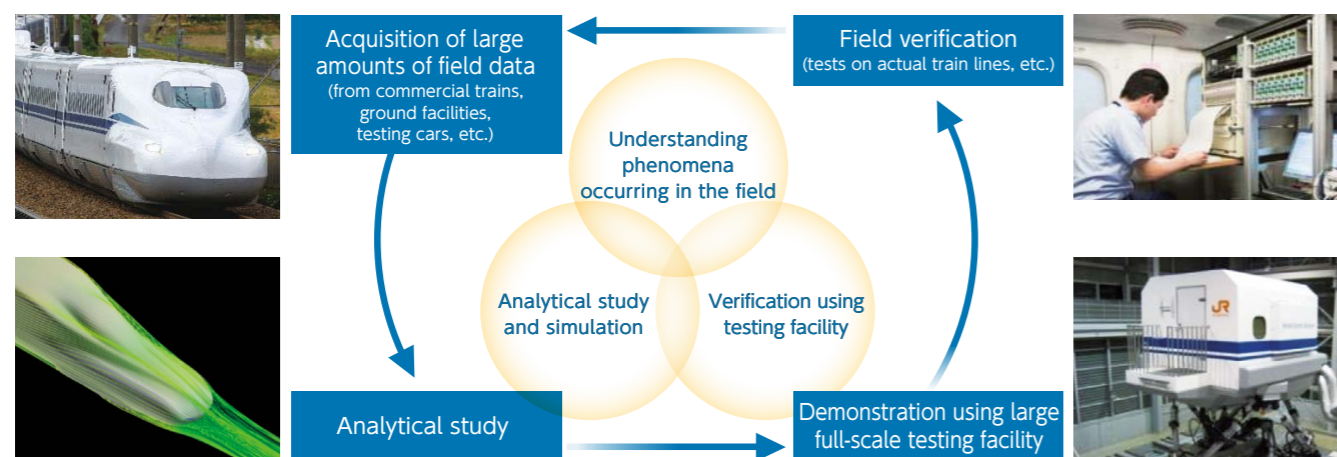 Acquisition of large
amounts of field data
(from commercial trains,
ground facilities,
testing cars, etc.)
Field verification
(tests on actual train lines, etc.)
Understanding
phenomena
occurring in the field
Analytical study
and simulation
Verification using
testing facility
Analytical study
Demonstration using large
full-scale testing facility
JR